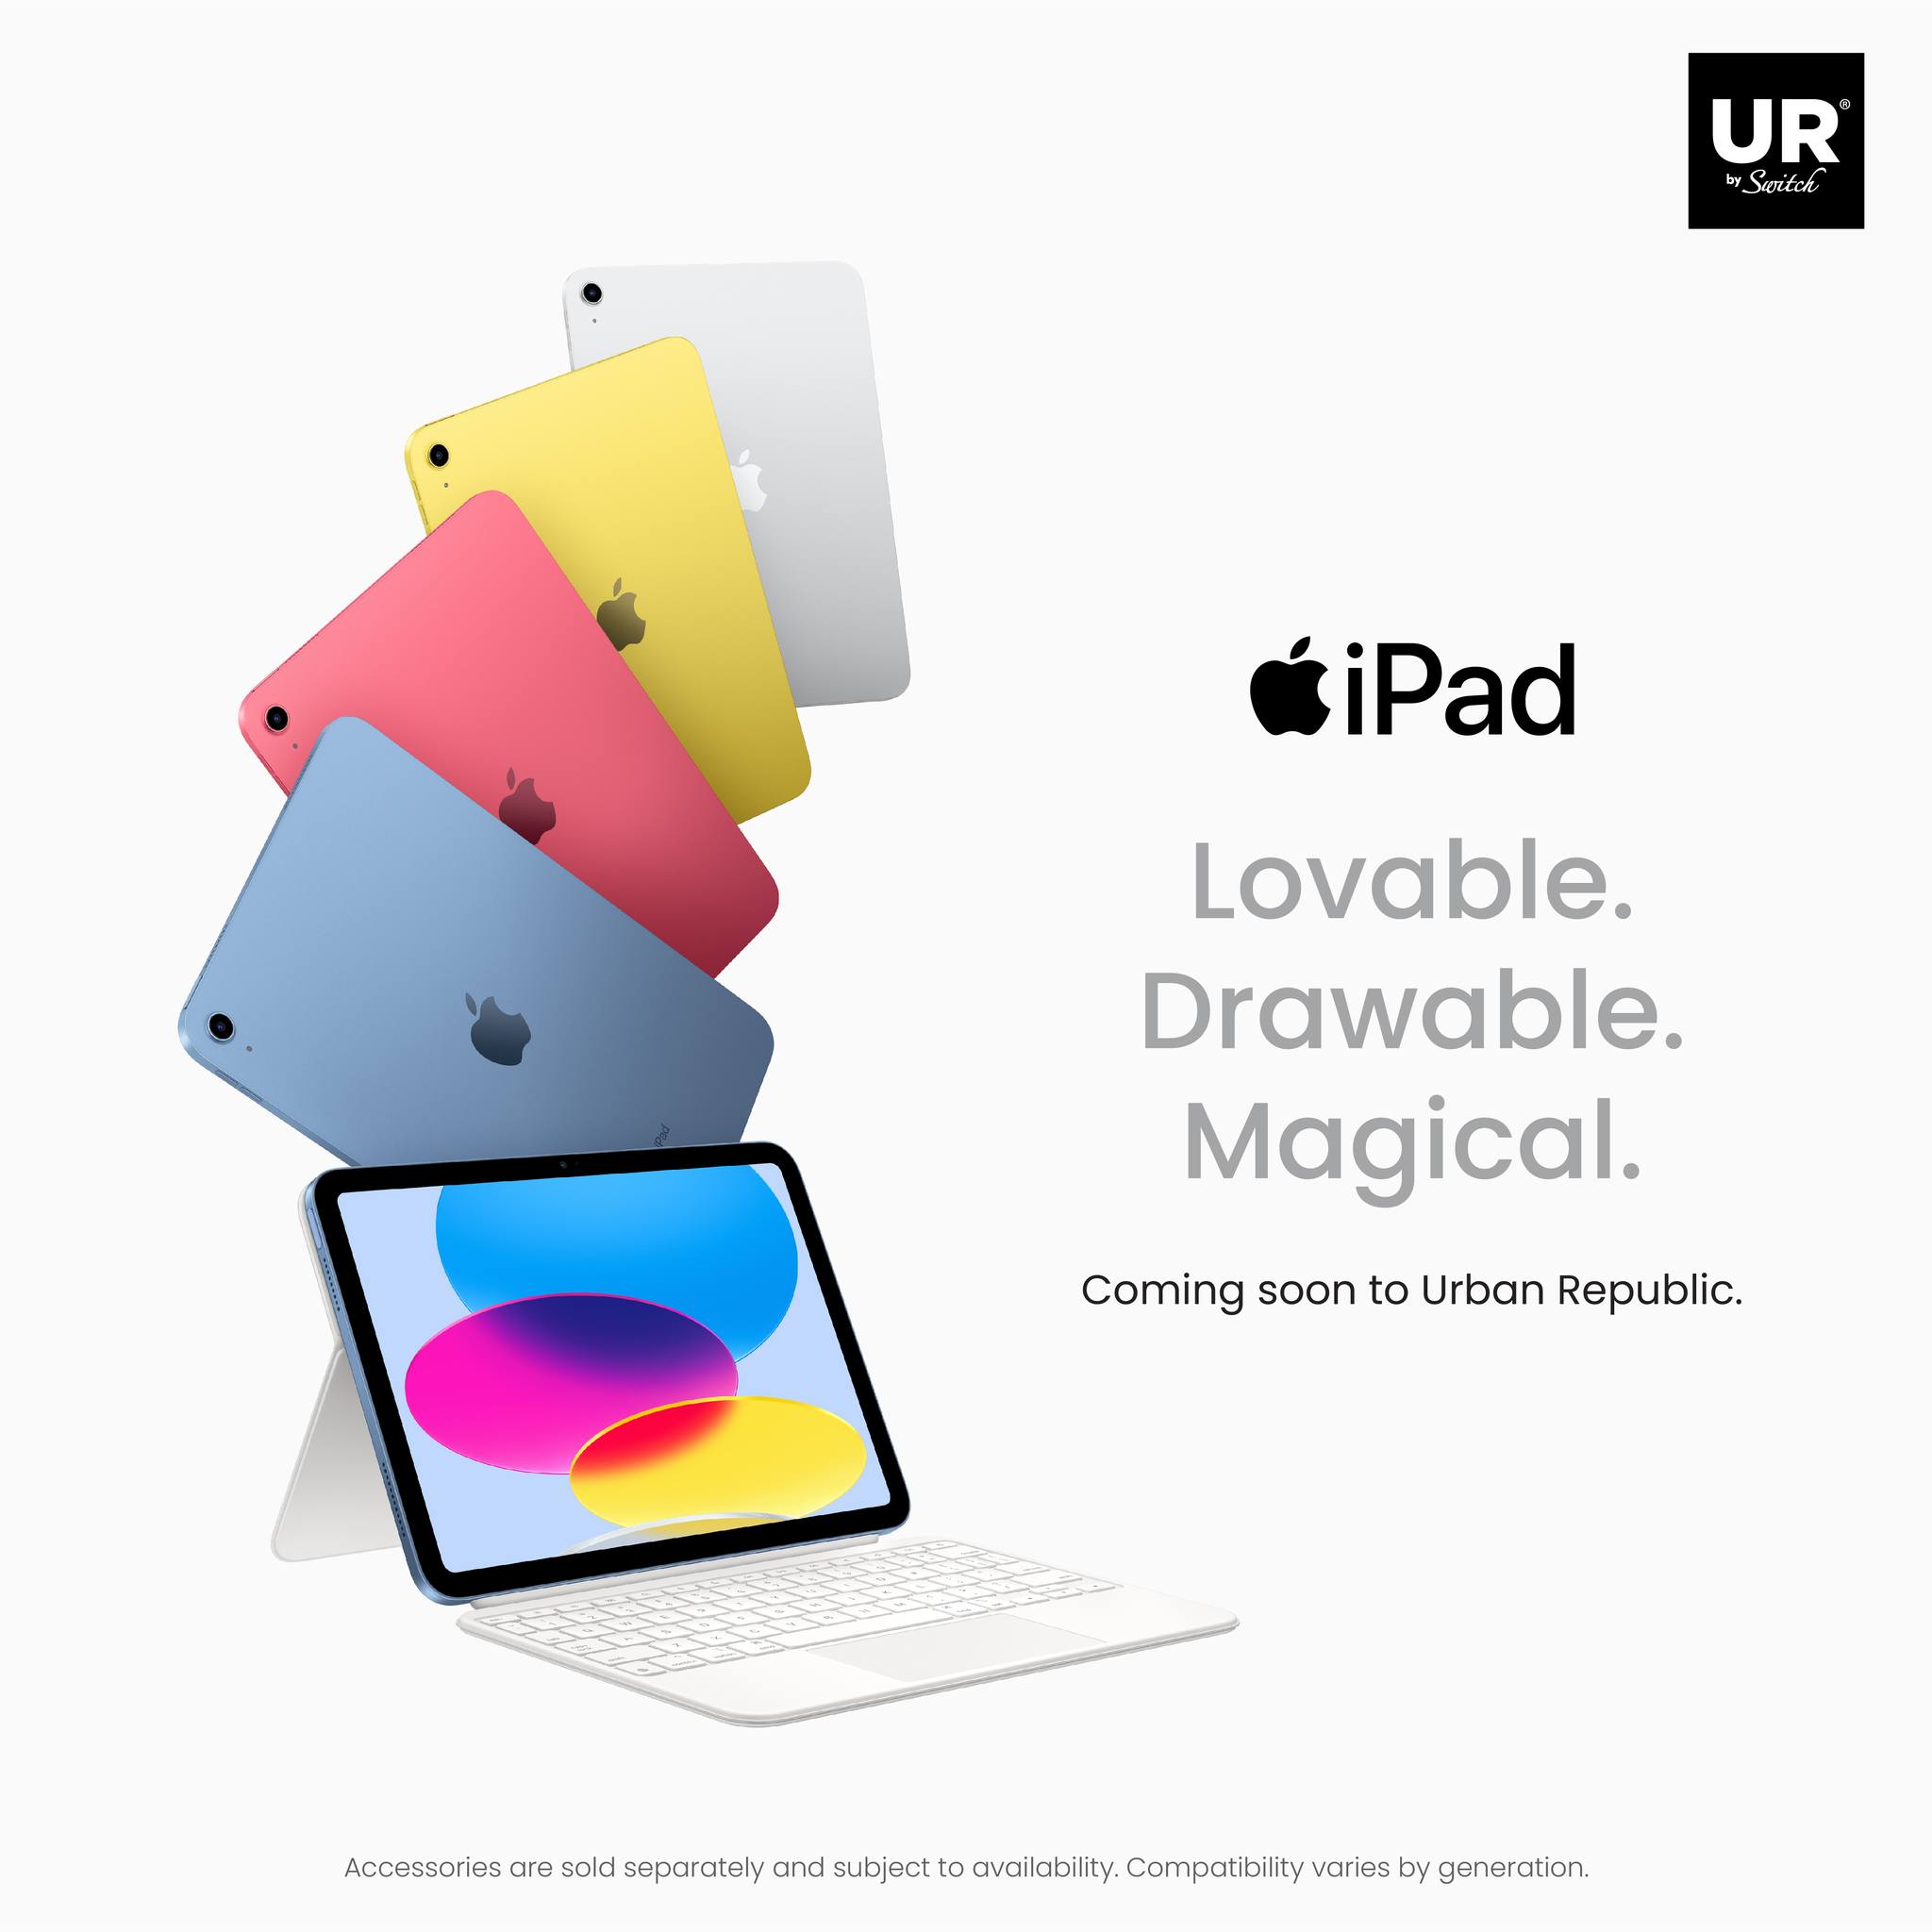 UR®
by Switch
iPad
Lovable.
Drawable.
Magical.
Coming soon to Urban Republic.
iPad
Accessories are sold separately and subject to availability. Compatibility varies by generation.